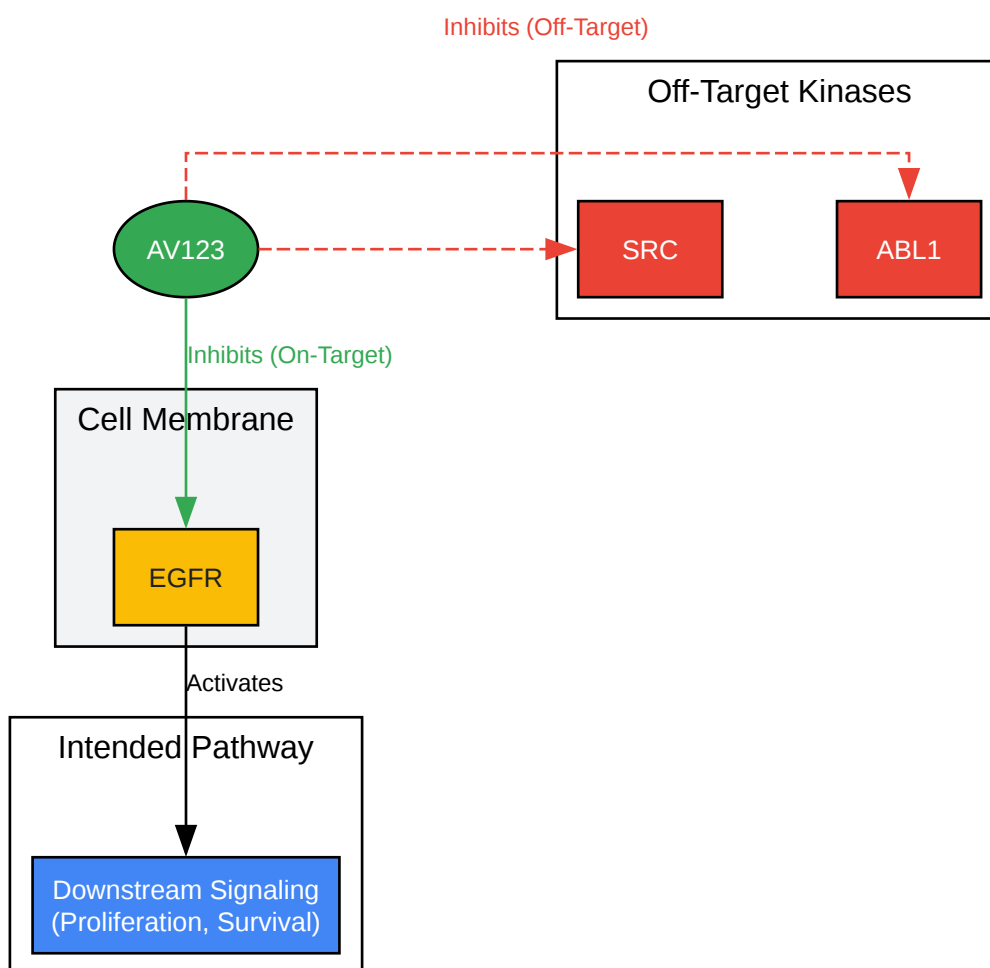 Inhibits (Off-Target)
Off-Target Kinases
AV123
SRC
ABL1
Inhibits (On-Target)
Cell Membrane
EGFR
Activates
Intended Pathway
Downstream Signaling
(Proliferation, Survival)